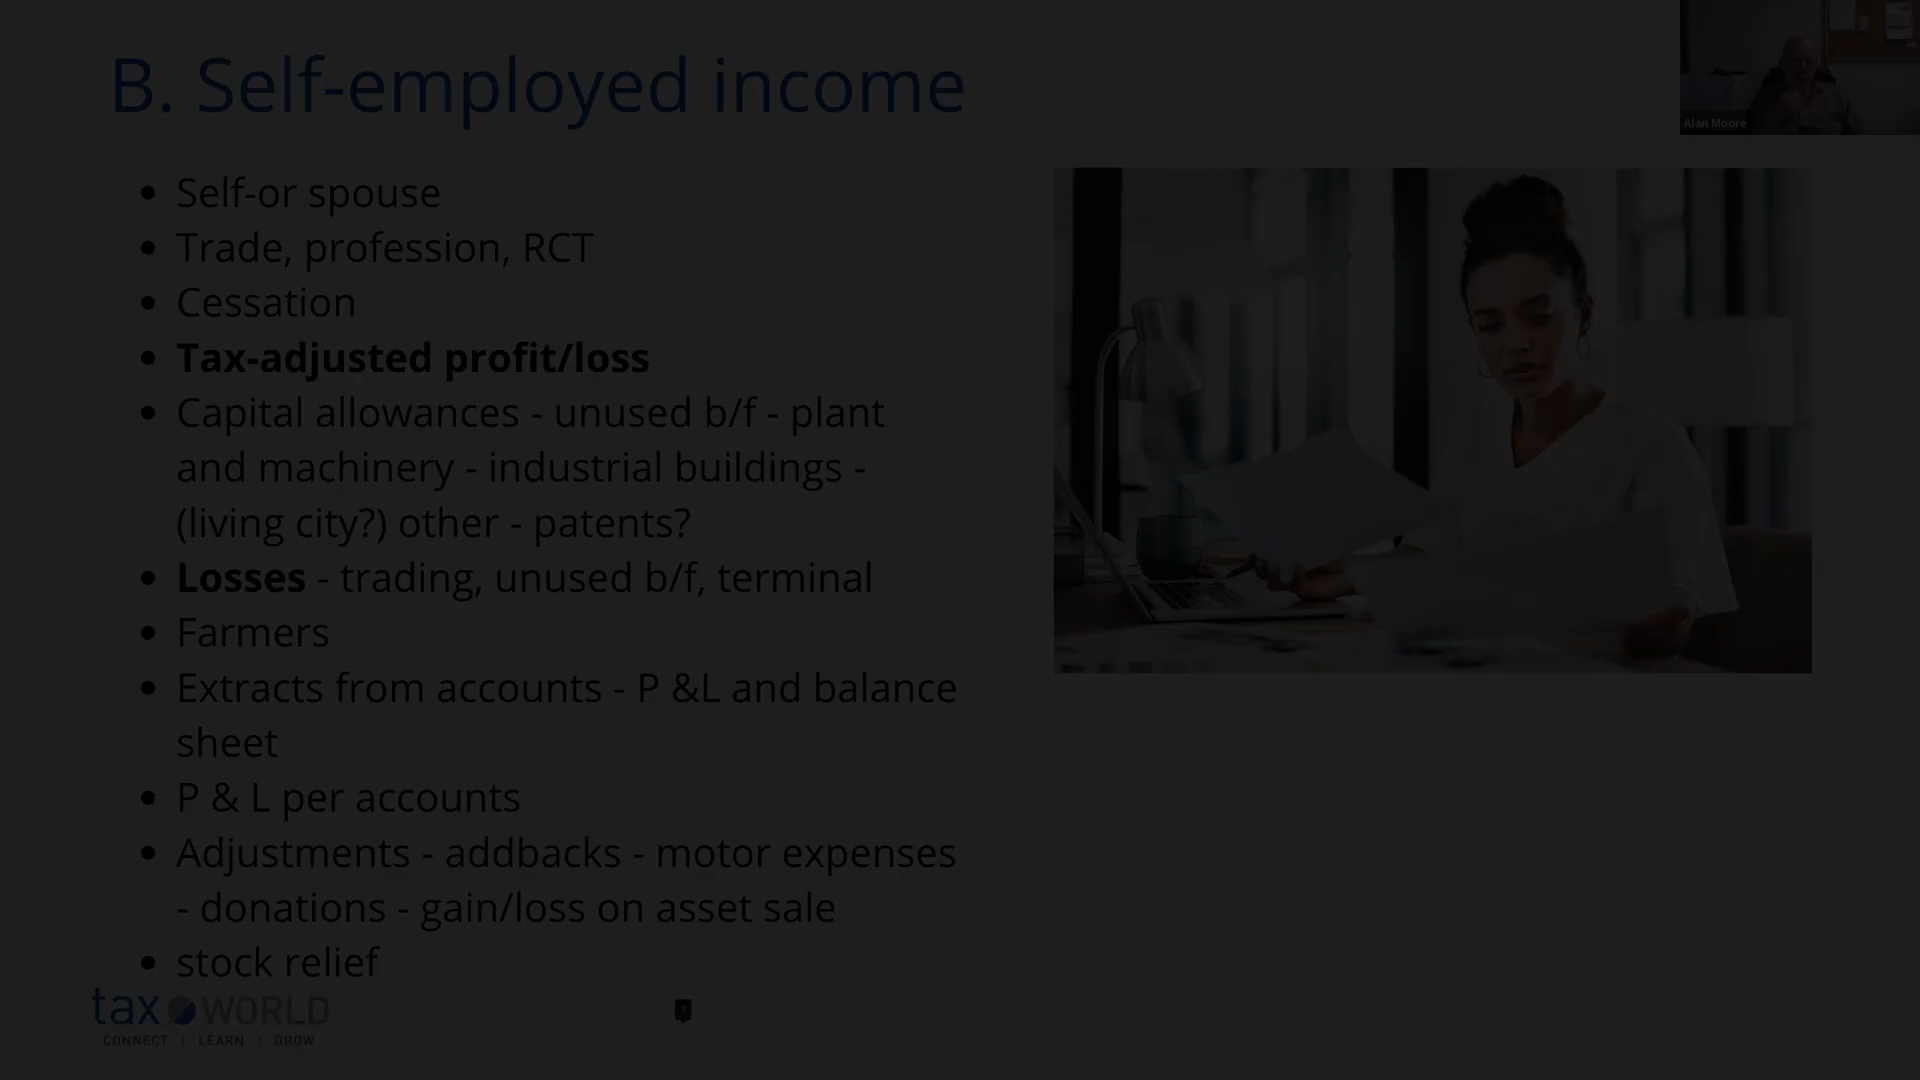 B. Self-employed income
Alan Moore
• Self-or spouse
• Trade, profession, RCT
• Cessation
• Tax-adjusted profit/loss
• Capital allowances - unused b/f - plant
and machinery - industrial buildings -
(living city?) other - patents?
• Losses - trading, unused b/f, terminal
• Farmers
• Extracts from accounts - P &L and balance
sheet
• P & L per accounts
• Adjustments - addbacks - motor expenses
- donations - gain/loss on asset sale
• stock relief
tax WORLD
CONNECT | LEARN | GROW